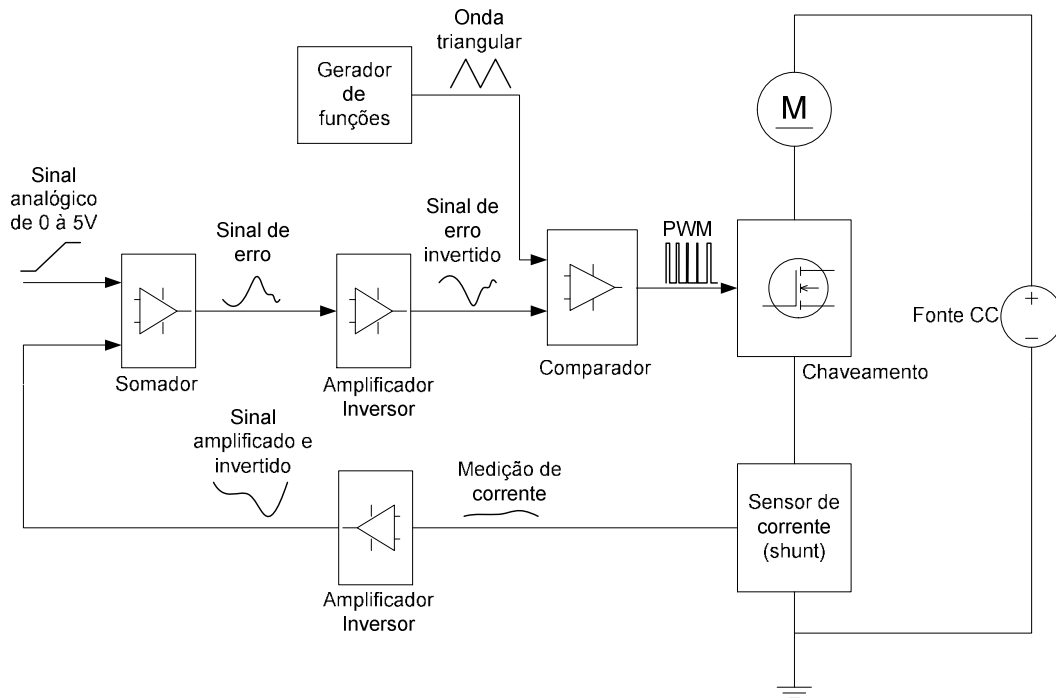 Onda
triangular
Gerador
de
funções
M
Sinal
analógico
de 0 à 5V
Sinal de
erro
Sinal de
erro
invertido
PWM
Fonte CC
+
−
Somador
Amplificador
Inversor
Comparador
Chaveamento
Sinal
amplificado e
invertido
Medição de
corrente
Sensor de
corrente
(shunt)
Amplificador
Inversor